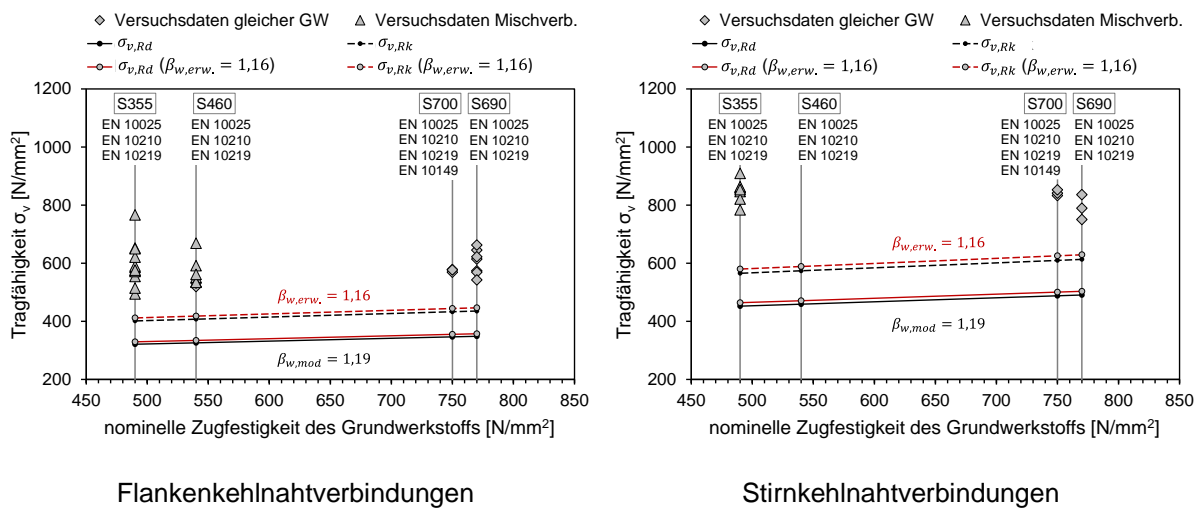 Versuchsdaten gleicher GW Versuchsdaten Mischverb.
σv,Rd σv,Rk
σv,Rd (βw,erw. = 1,16) σv,Rk (βw,erw. = 1,16)
Tragfähigkeit σv [N/mm²]
1200
1000
800
600
400
200
S355 S460 S700 S690
EN 10025 EN 10025 EN 10025 EN 10025
EN 10210 EN 10210 EN 10210 EN 10210
EN 10219 EN 10219 EN 10219 EN 10219
EN 10149
βw,erw. = 1,16
βw,mod = 1,19
450 500 550 600 650 700 750 800 850
nominelle Zugfestigkeit des Grundwerkstoffs [N/mm²]
Flankenkehlnahtverbindungen
Versuchsdaten gleicher GW Versuchsdaten Mischverb.
σv,Rd σv,Rk
σv,Rd (βw,erw. = 1,16) σv,Rk (βw,erw. = 1,16)
Tragfähigkeit σv [N/mm²]
1200
1000
800
600
400
200
S355 S460 S700 S690
EN 10025 EN 10025 EN 10025 EN 10025
EN 10210 EN 10210 EN 10210 EN 10210
EN 10219 EN 10219 EN 10219 EN 10219
EN 10149
βw,erw. = 1,16
βw,mod = 1,19
450 500 550 600 650 700 750 800 850
nominelle Zugfestigkeit des Grundwerkstoffs [N/mm²]
Stirnkehlnahtverbindungen